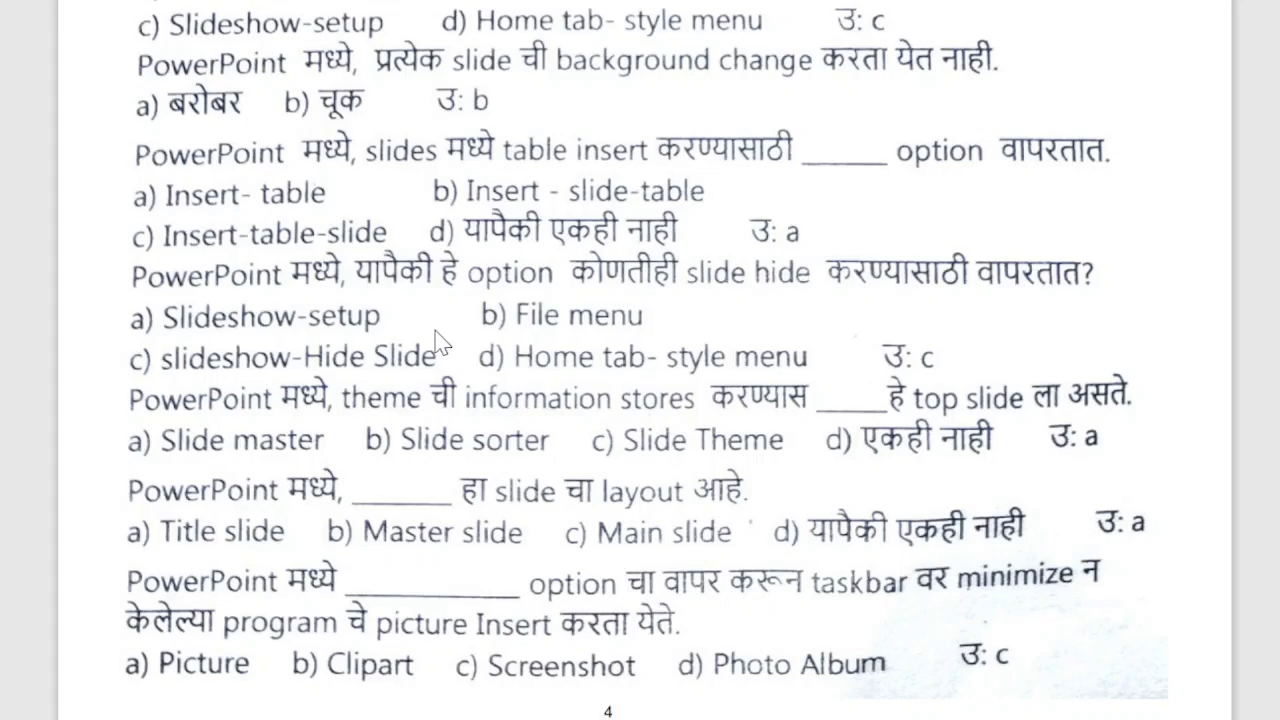 c) Slideshow-setup d) Home tab- style menu उ: c
PowerPoint मध्ये, प्रत्येक slide ची background change करता येत नाही.
a) बरोबर b) चूक उ: b
PowerPoint मध्ये, slides मध्ये table insert करण्यासाठी ______ option वापरतात.
a) Insert- table b) Insert - slide-table
c) Insert-table-slide d) यापैकी एकही नाही उ: a
PowerPoint मध्ये, यापैकी हे option कोणतीही slide hide करण्यासाठी वापरतात?
a) Slideshow-setup b) File menu
c) slideshow-Hide Slide d) Home tab- style menu उ: c
PowerPoint मध्ये, theme ची information stores करण्यास _____हे top slide ला असते.
a) Slide master b) Slide sorter c) Slide Theme d) एकही नाही उ: a
PowerPoint मध्ये, _______ हा slide चा layout आहे.
a) Title slide b) Master slide c) Main slide d) यापैकी एकही नाही उ: a
PowerPoint मध्ये ____________ option चा वापर करून taskbar वर minimize न
केलेल्या program चे picture Insert करता येते.
a) Picture b) Clipart c) Screenshot d) Photo Album उ: c
4